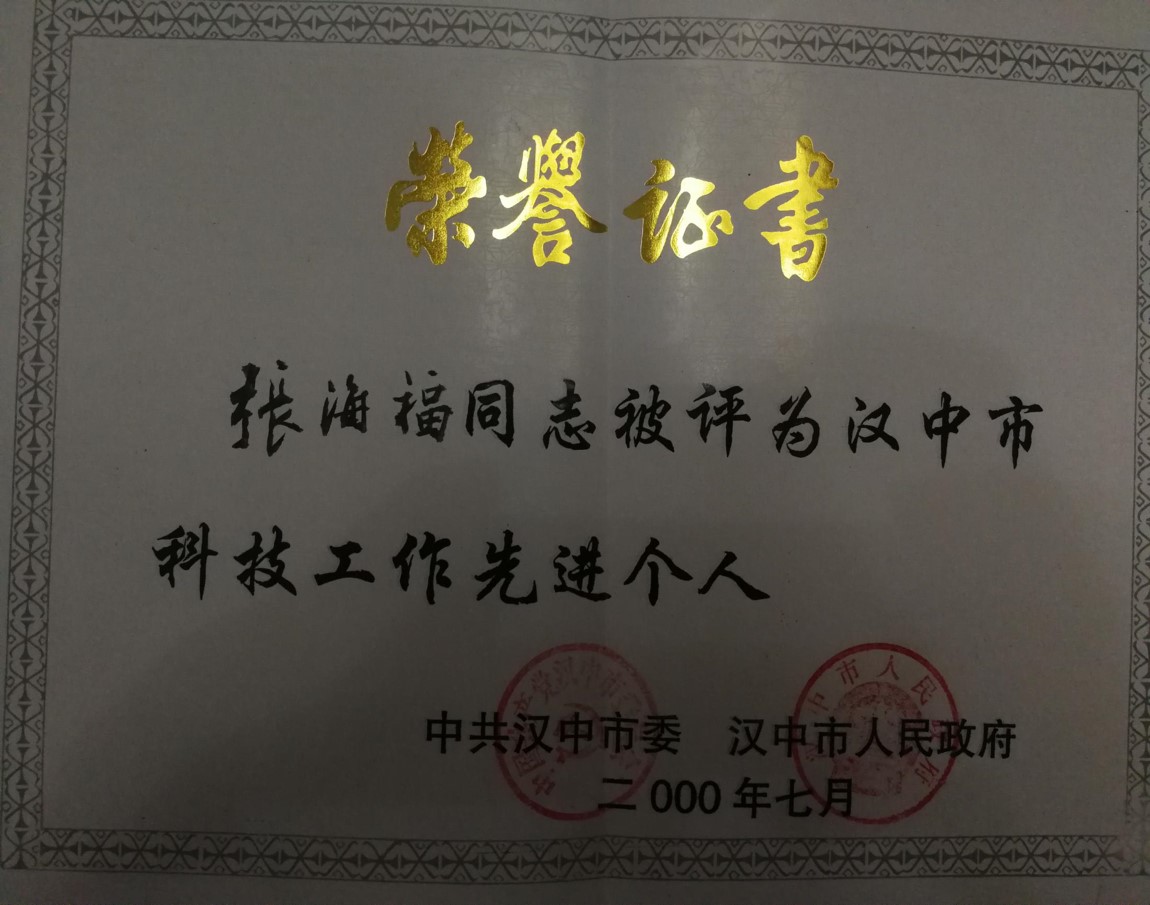 荣誉证书
張海福同志被评为汉中市
科技工作先进个人
中共汉中市委 汉中市人民政府
二000年七月